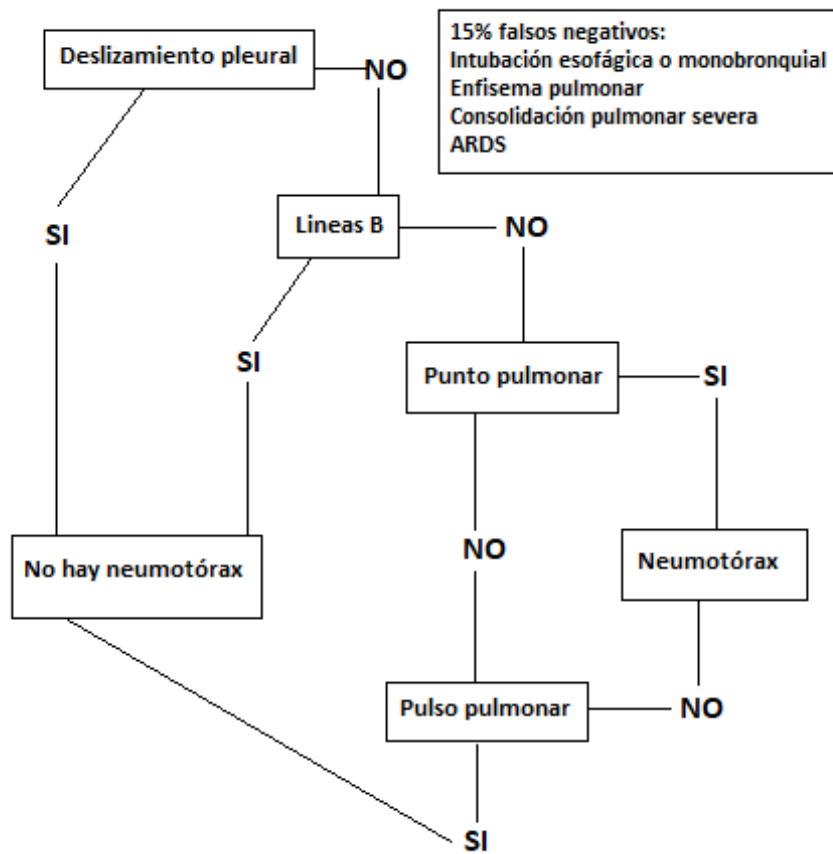 Deslizamiento pleural
NO
15% falsos negativos:
Intubación esofágica o monobronquial
Enfisema pulmonar
Consolidación pulmonar severa
ARDS
SI
Lineas B
NO
SI
Punto pulmonar
SI
No hay neumotórax
NO
Neumotórax
Pulso pulmonar
NO
SI